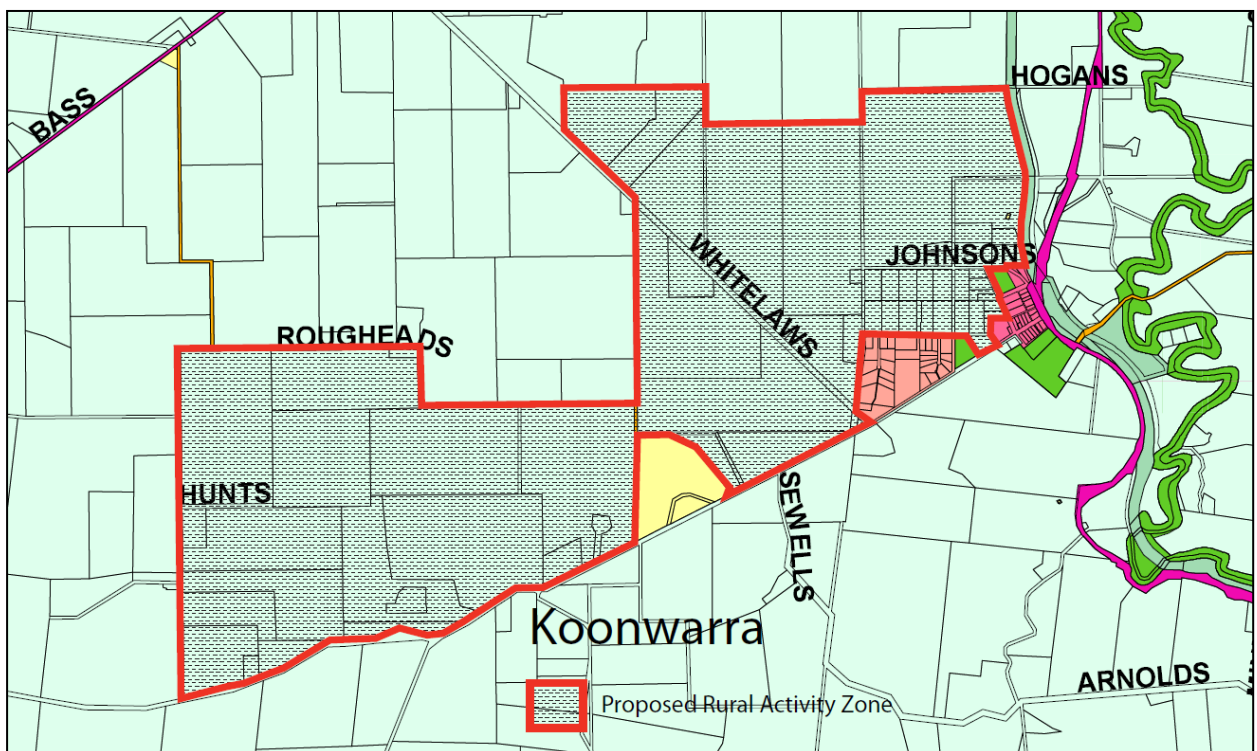 HOGANS
BASS
WHITELAWS
JOHNSONS
ROUGHEADS
HUNTS
SEWELLS
Koonwarra
ARNOLDS
Proposed Rural Activity Zone